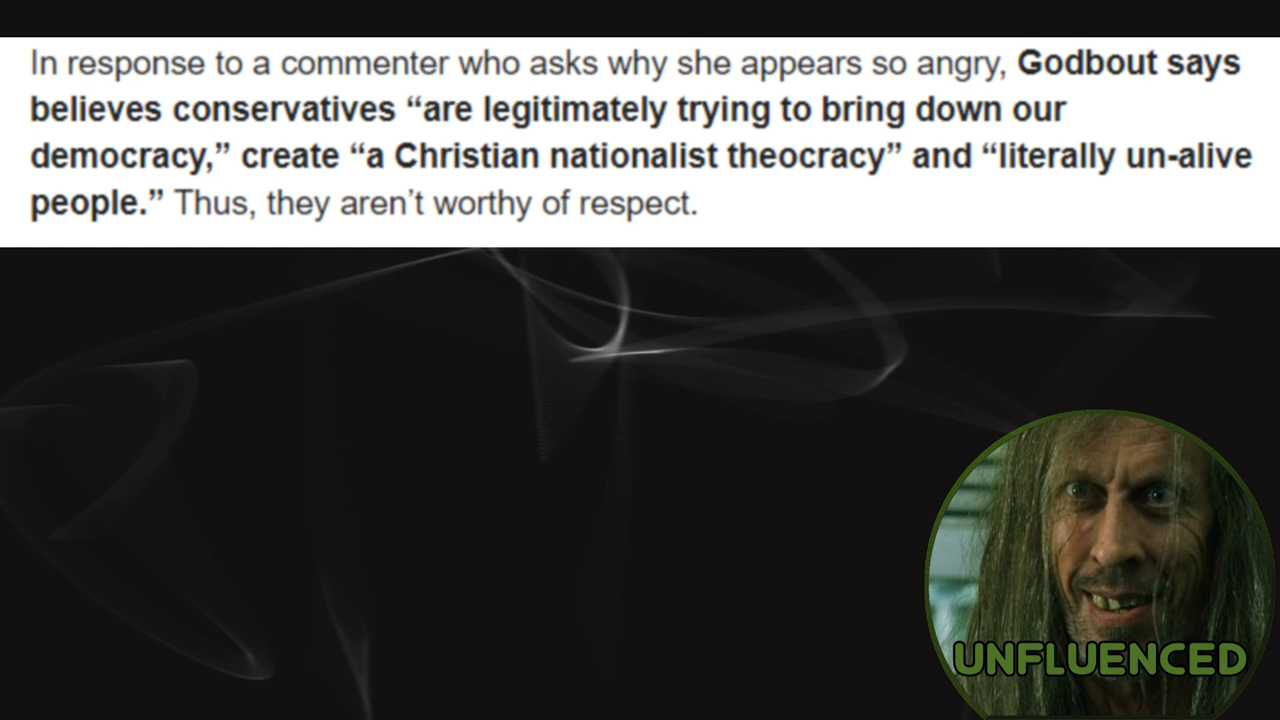 In response to a commenter who asks why she appears so angry, Godbout says
believes conservatives “are legitimately trying to bring down our
democracy,” create “a Christian nationalist theocracy” and “literally un-alive
people.” Thus, they aren’t worthy of respect.
UNFLUENCED